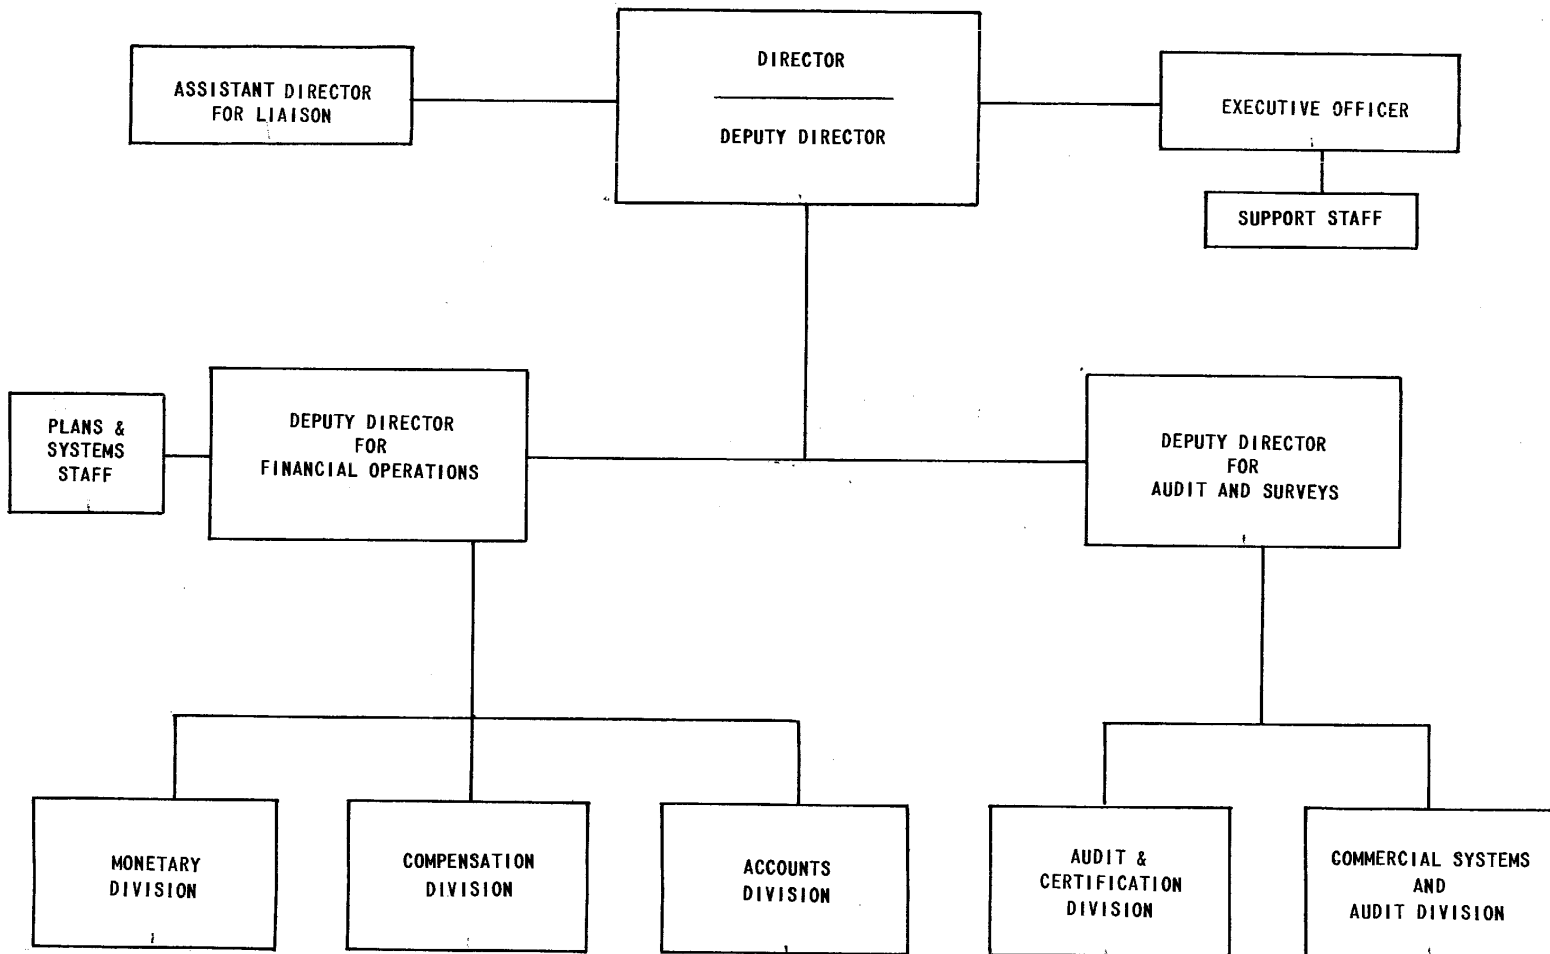 DIRECTOR
DEPUTY DIRECTOR
ASSISTANT DIRECTOR
FOR LIAISON
EXECUTIVE OFFICER
SUPPORT STAFF
PLANS &
SYSTEMS
STAFF
DEPUTY DIRECTOR
FOR
FINANCIAL OPERATIONS
DEPUTY DIRECTOR
FOR
AUDIT AND SURVEYS
MONETARY
DIVISION
COMPENSATION
DIVISION
ACCOUNTS
DIVISION
AUDIT &
CERTIFICATION
DIVISION
COMMERCIAL SYSTEMS
AND
AUDIT DIVISION